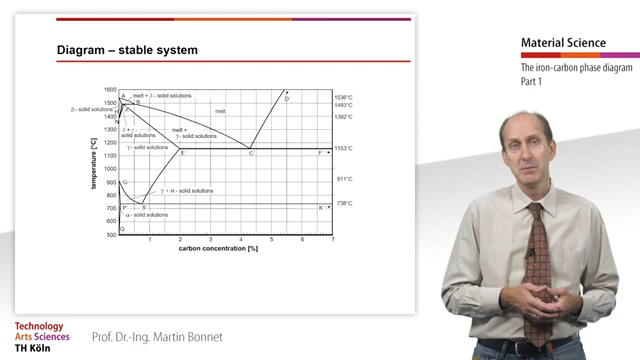 Diagram – stable system
Material Science
The iron-carbon phase diagram
Part 1
temperature [°C]
1600
1500
1400
1300
1200
1100
1000
900
800
700
600
500
A
melt + δ - solid solutions
B
δ - solid solutions
H
N
δ + γ -
solid solutions
γ - solid solutions
melt
melt +
γ - solid solutions
D'
E'
C'
F'
G
γ + α - solid solutions
P'
S'
K'
α - solid solutions
Q
1536°C
1493°C
1392°C
1153°C
911°C
738°C
1 2 3 4 5 6 7
carbon concentration [%]
Technology
Arts Sciences
TH Köln
Prof. Dr.-Ing. Martin Bonnet